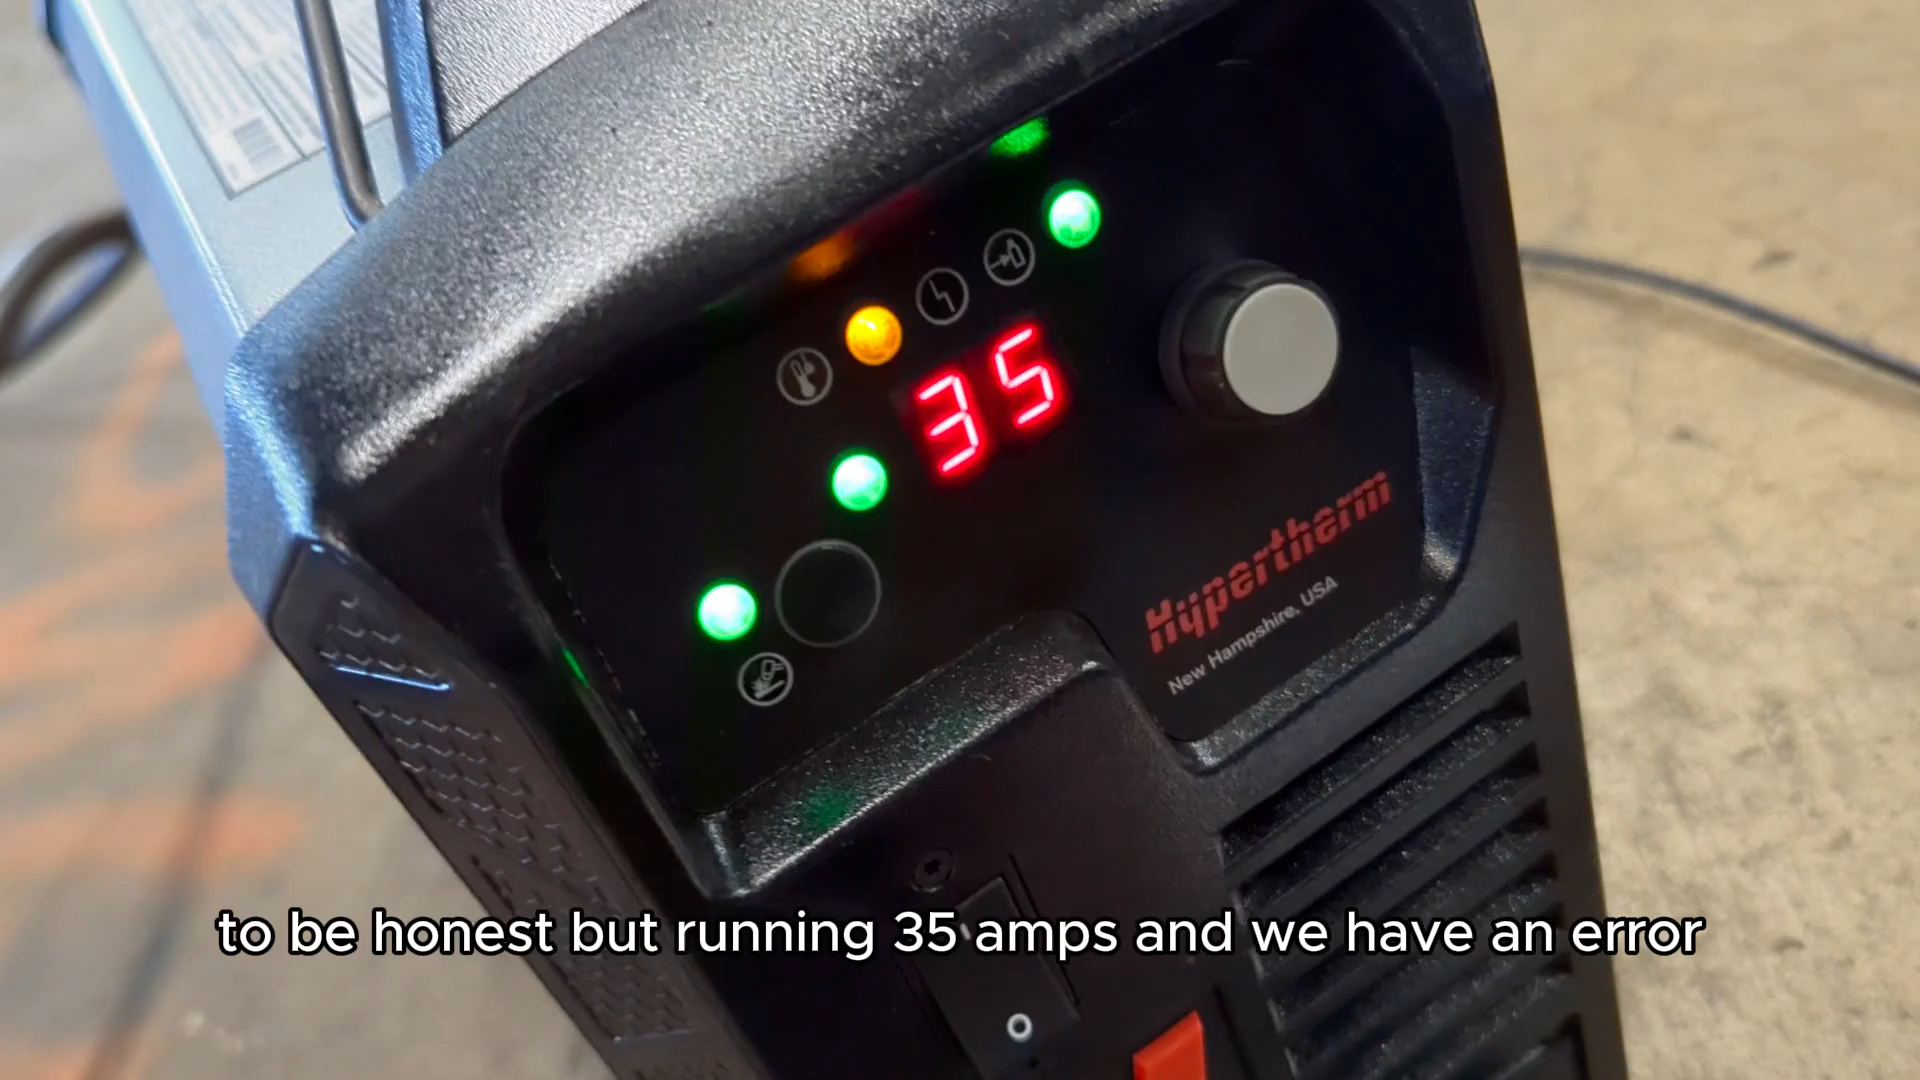 35
Hypertherm
New Hampshire, USA
to be honest but running 35 amps and we have an error